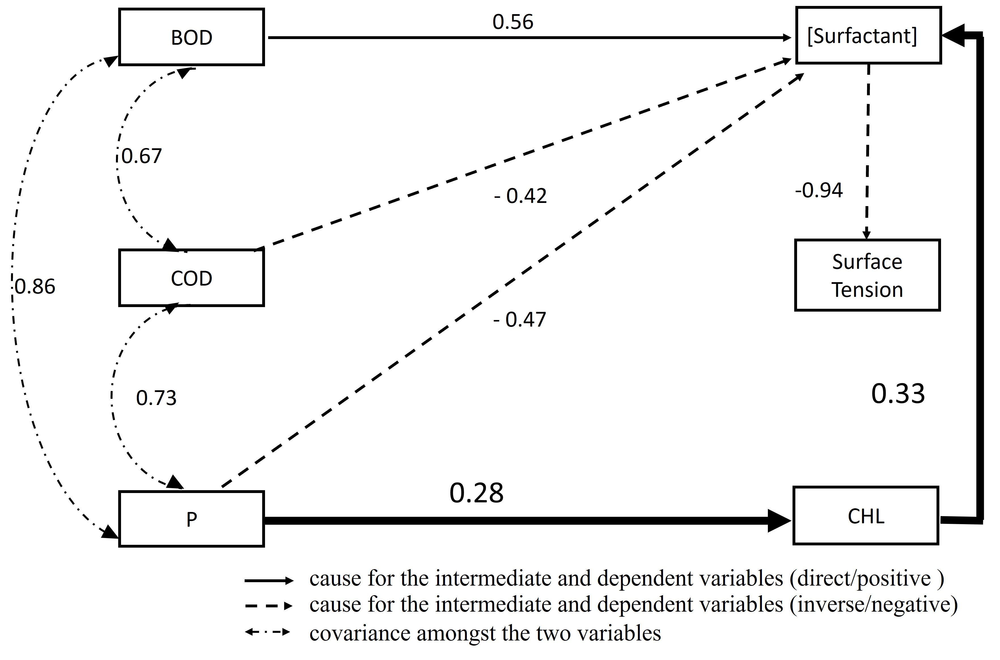 BOD
0.56
[Surfactant]
0.67
- 0.42
-0.94
COD
Surface
Tension
0.86
- 0.47
0.73
0.33
0.28
P
CHL
cause for the intermediate and dependent variables (direct/positive )
cause for the intermediate and dependent variables (inverse/negative)
covariance amongst the two variables